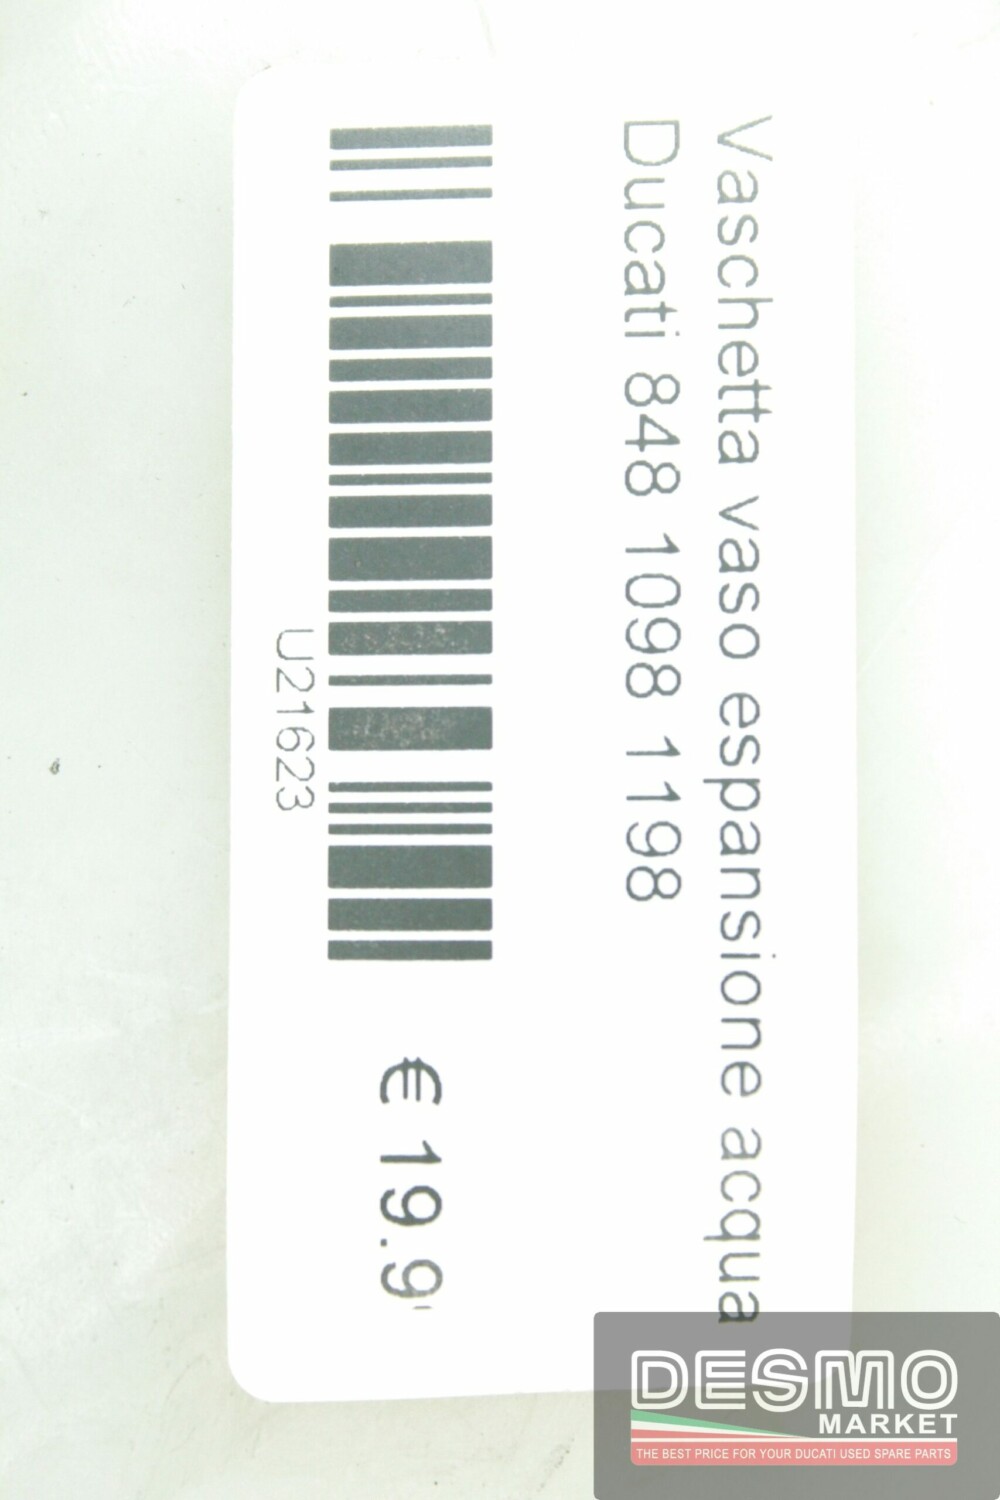 Vaschetta vaso espansione acqua
Ducati 848 1098 1198
U21623
€ 19.9
DESMO
MARKET
THE BEST PRICE FOR YOUR DUCATI USED SPARE PARTS